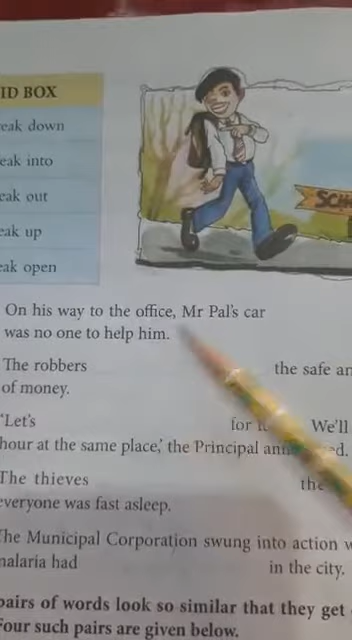 ID BOX
eak down
eak into
eak out
eak up
eak open
SCH
On his way to the office, Mr Pal's car
was no one to help him.
The robbers the safe an
of money.
'Let's for We'll
hour at the same place,' the Principal
The thieves the
everyone was fast asleep.
The Municipal Corporation swung into action w
malaria had in the city.
pairs of words look so similar that they get
Four such pairs are given below.